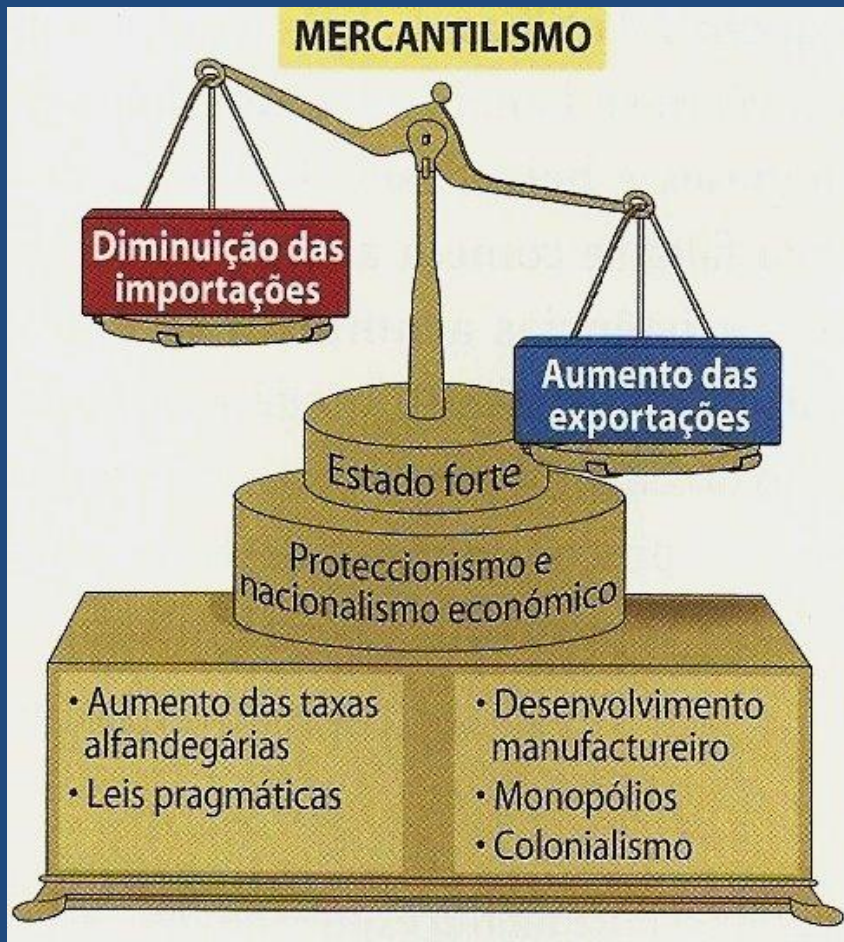 MERCANTILISMO
Diminuição das
importações
Aumento das
exportações
Estado forte
Proteccionismo e
nacionalismo económico
• Aumento das taxas
alfandegárias
• Leis pragmáticas
• Desenvolvimento
manufactureiro
• Monopólios
• Colonialismo